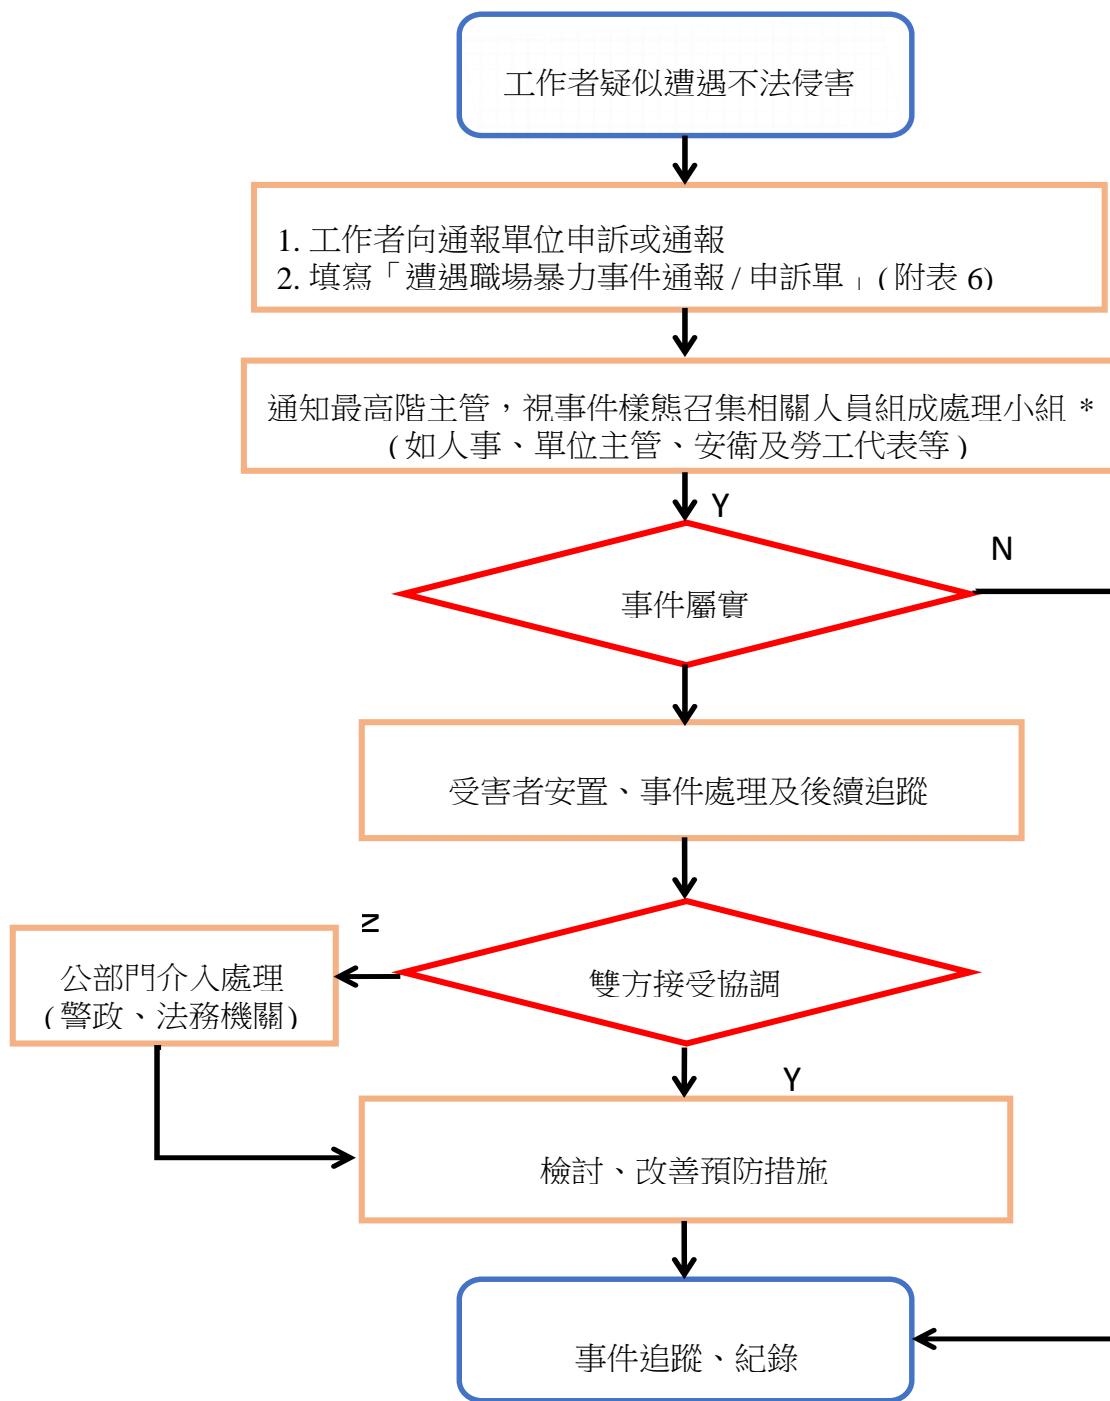 工作者疑似遭遇不法侵害
1. 工作者向通報單位申訴或通報
2. 填寫「遭遇職場暴力事件通報 / 申訴單」( 附表 6)
通知最高階主管，視事件樣態召集相關人員組成處理小組 *
( 如人事、單位主管、安衛及勞工代表等 )
Y
N
事件屬實
受害者安置、事件處理及後續追蹤
N
公部門介入處理
(警政、法務機關)
雙方接受協調
Y
檢討、改善預防措施
事件追蹤、紀錄